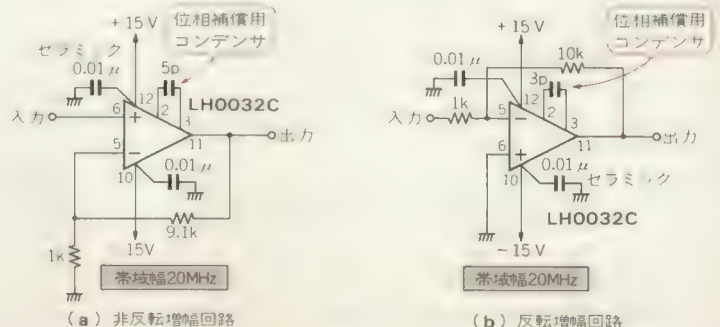 +15V
位相補償用
コンデンサ
セラミック
0.01μ
5p
12
2
3
LH0032C
入力
6
+
5
−
11
出力
0.01μ
10
9.1k
1k
15V
帯域幅20MHz
(a) 非反転増幅回路
+15V
位相補償用
コンデンサ
10k
0.01μ
3p
12
1k
2
3
入力
5
−
6
+
11
出力
0.01μ
10
セラミック
LH0032C
−15V
帯域幅20MHz
(b) 反転増幅回路